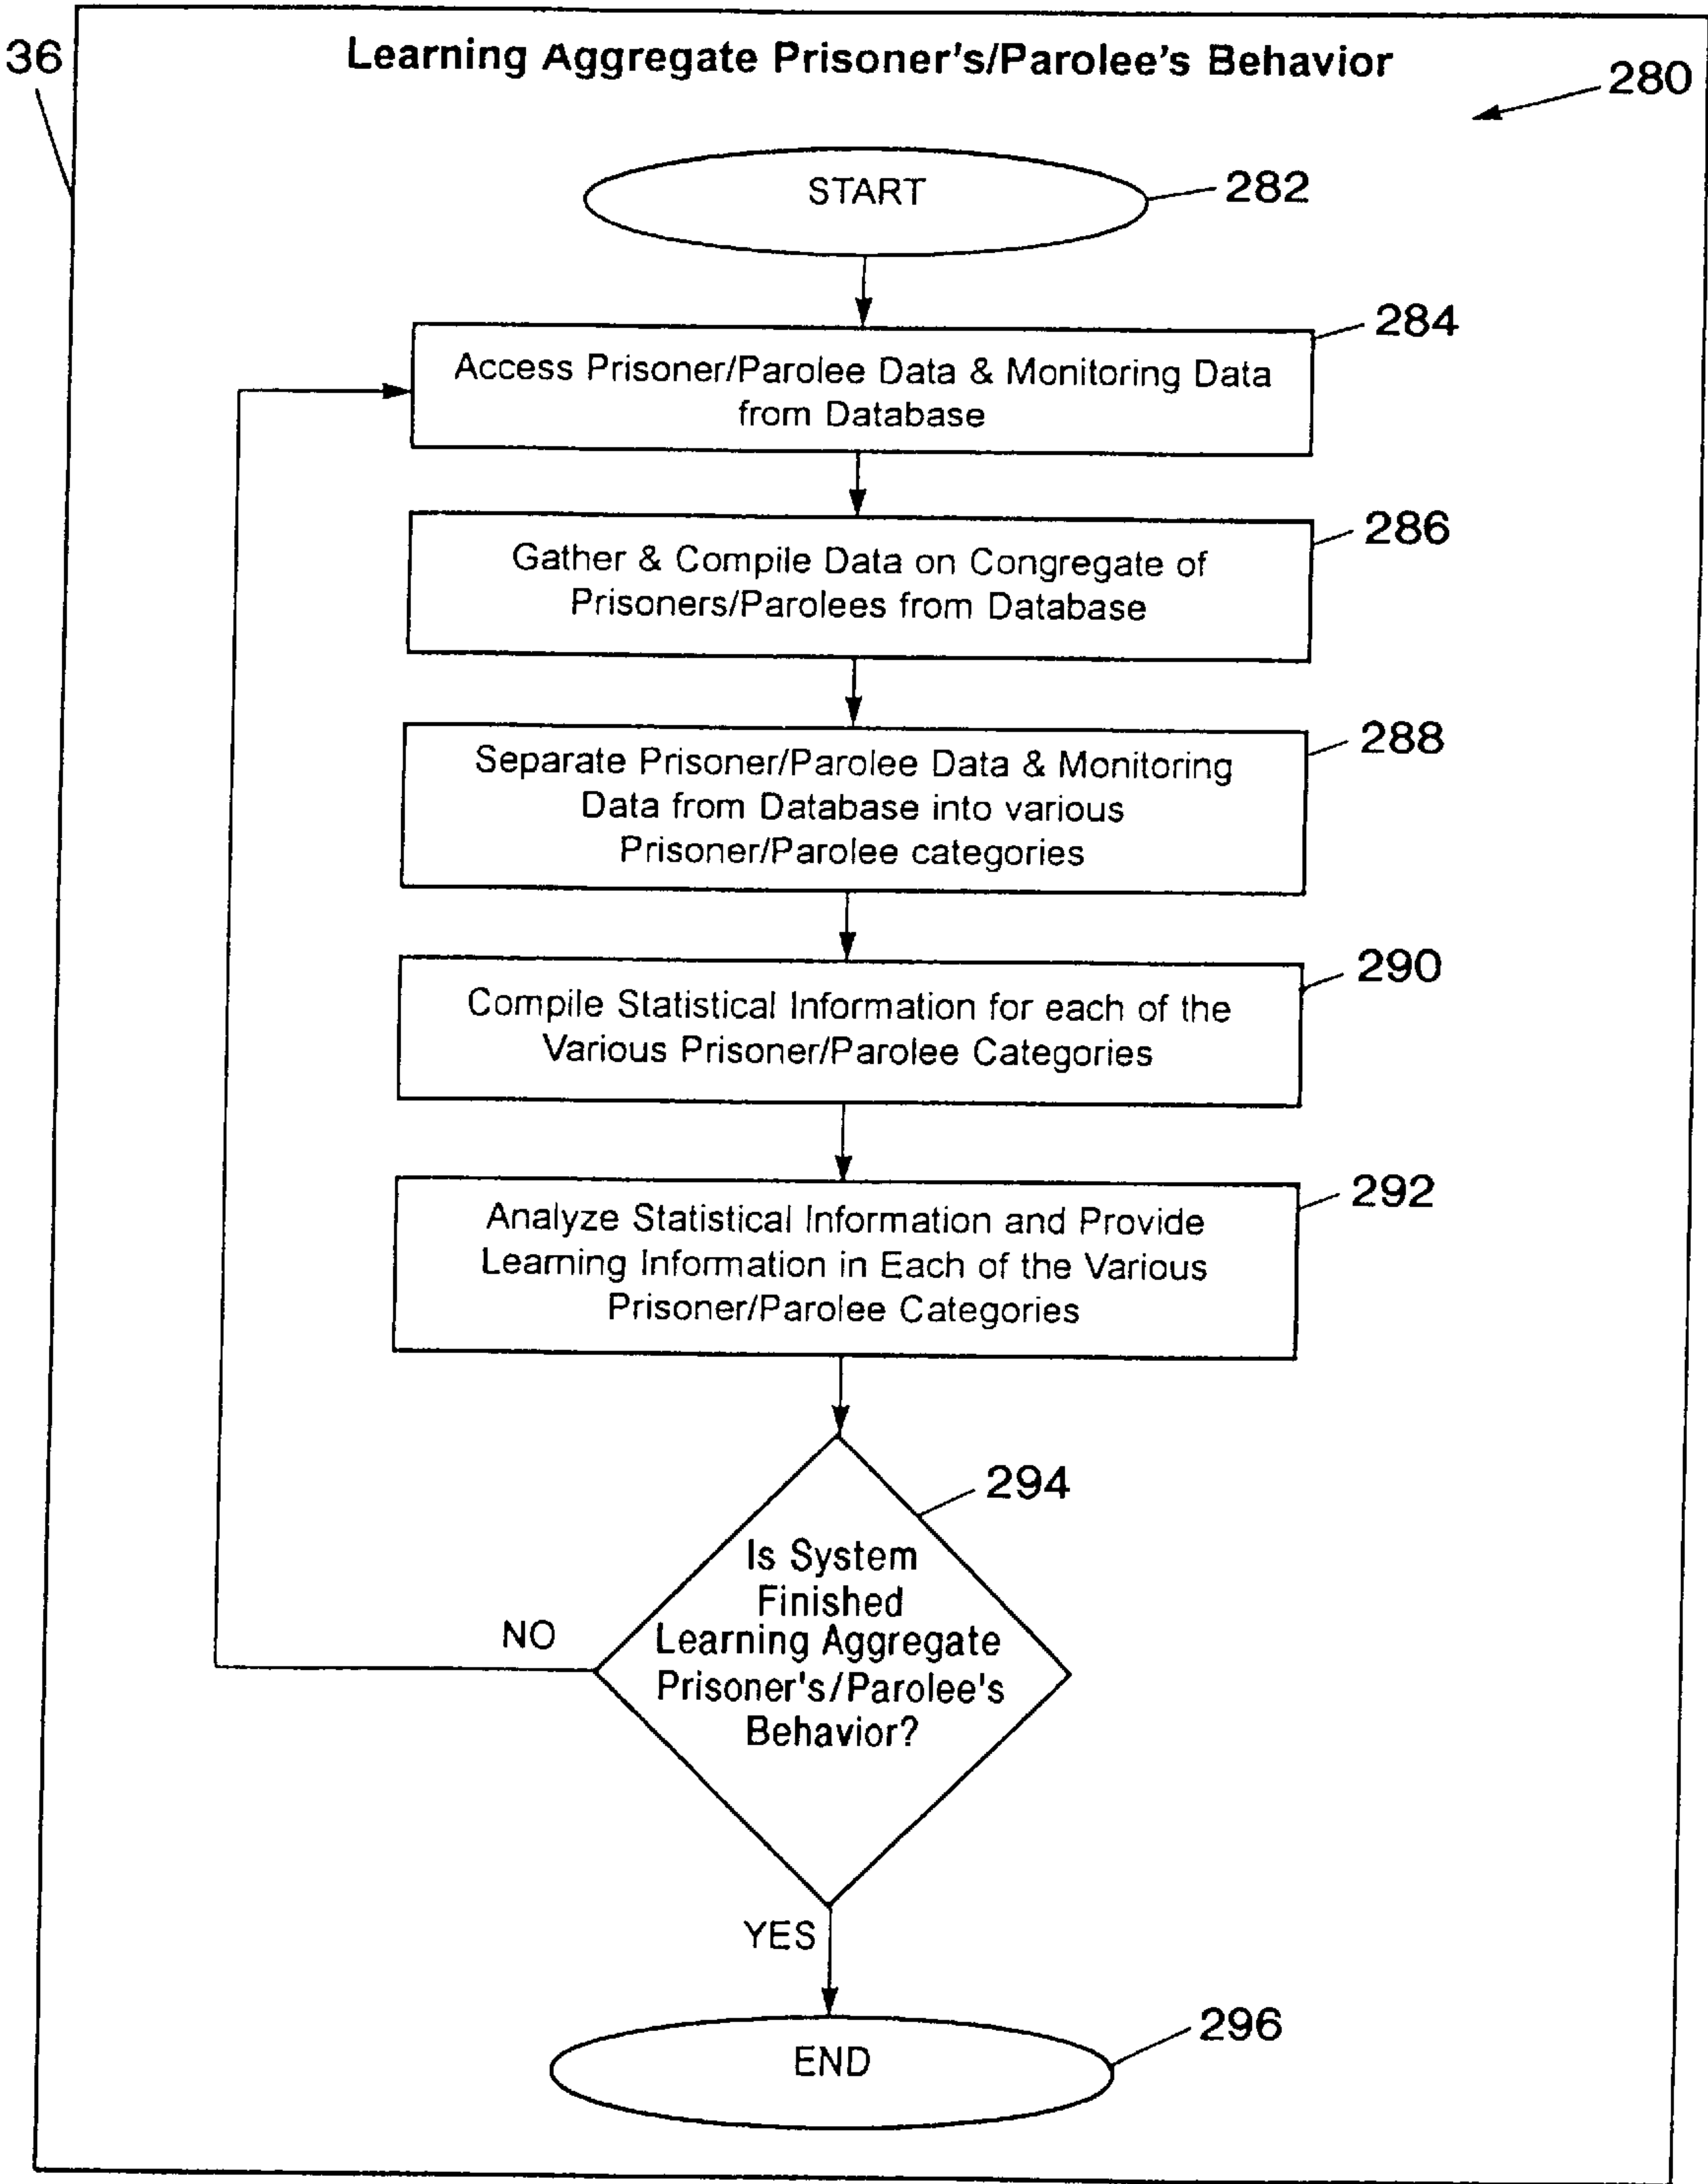 36
Learning Aggregate Prisoner's/Parolee's Behavior
280
START
282
284
Access Prisoner/Parolee Data & Monitoring Data
from Database
286
Gather & Compile Data on Congregate of
Prisoners/Parolees from Database
288
Separate Prisoner/Parolee Data & Monitoring
Data from Database into various
Prisoner/Parolee categories
290
Compile Statistical Information for each of the
Various Prisoner/Parolee Categories
292
Analyze Statistical Information and Provide
Learning Information in Each of the Various
Prisoner/Parolee Categories
294
Is System
Finished
Learning Aggregate
Prisoner's/Parolee's
Behavior?
NO
YES
296
END